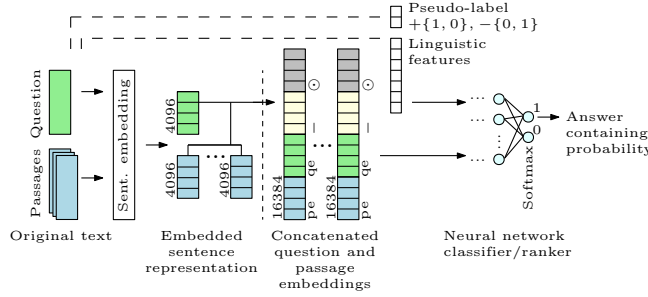 Pseudo-label
+{1, 0}, −{0, 1}
Linguistic
features
Question
Passages
Sent. embedding
4096
4096
...
4096
16384
pe qe − ⊙
...
16384
pe qe − ⊙
...
...
...
...
1
0
Softmax
Answer
containing
probability
Original text
Embedded
sentence
representation
Concatenated
question and
passage
embeddings
Neural network
classifier/ranker